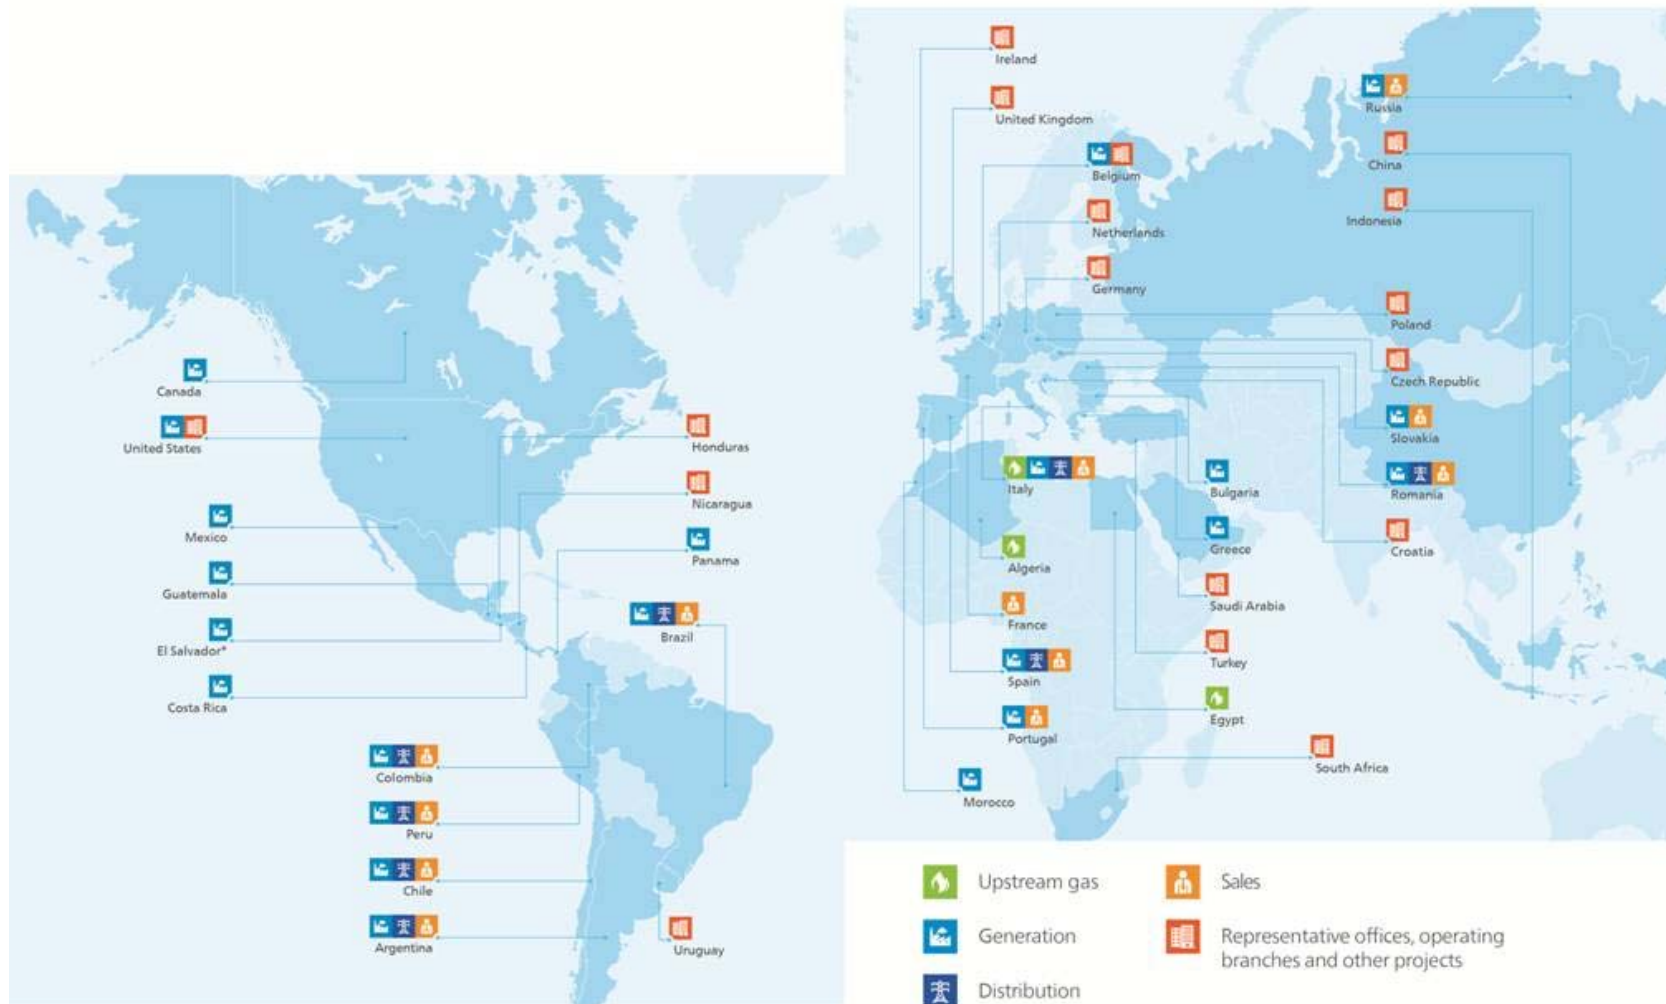 Ireland
United Kingdom
Belgium
Netherlands
Germany
Russia
China
Indonesia
Poland
Czech Republic
Slovakia
Romania
Croatia
Canada
United States
Mexico
Guatemala
El Salvador*
Costa Rica
Honduras
Nicaragua
Panama
Brazil
Colombia
Peru
Chile
Argentina
Uruguay
Italy
Algeria
France
Spain
Portugal
Morocco
Bulgaria
Greece
Saudi Arabia
Turkey
Egypt
South Africa
Upstream gas
Generation
Distribution
Sales
Representative offices, operating
branches and other projects